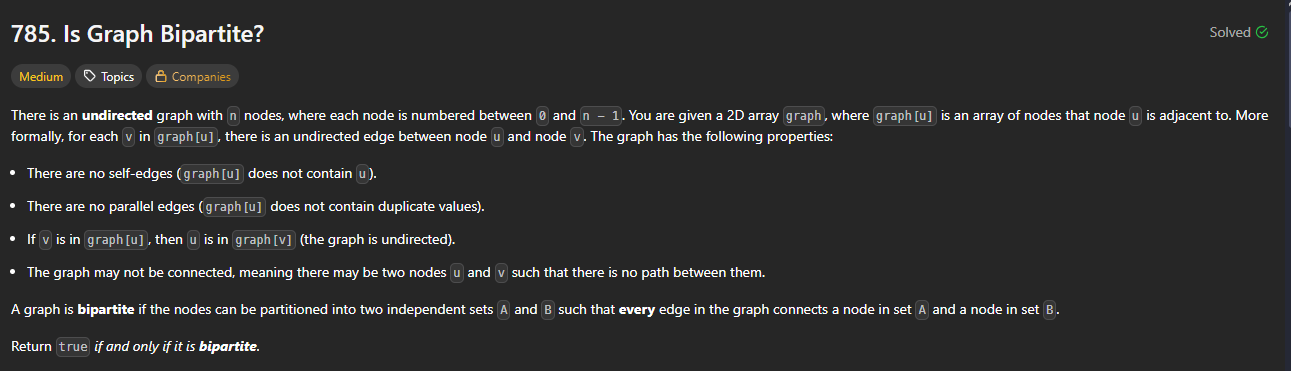 785. Is Graph Bipartite?
Solved
Medium Topics Companies
There is an undirected graph with n nodes, where each node is numbered between 0 and n - 1. You are given a 2D array graph, where graph[u] is an array of nodes that node u is adjacent to. More
formally, for each v in graph[u], there is an undirected edge between node u and node v. The graph has the following properties:
• There are no self-edges (graph[u] does not contain u).
• There are no parallel edges (graph[u] does not contain duplicate values).
• If v is in graph[u], then u is in graph[v] (the graph is undirected).
• The graph may not be connected, meaning there may be two nodes u and v such that there is no path between them.
A graph is bipartite if the nodes can be partitioned into two independent sets A and B such that every edge in the graph connects a node in set A and a node in set B.
Return true if and only if it is bipartite.